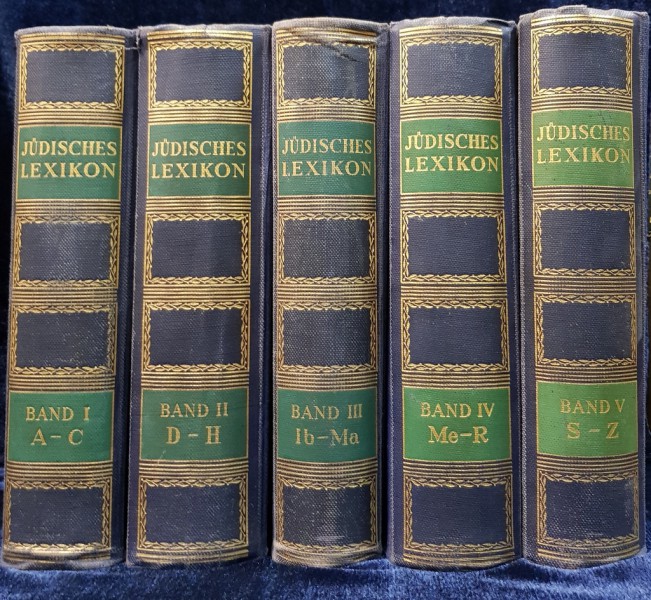 JÜDISCHES
LEXIKON
BAND I
A-C
JÜDISCHES
LEXIKON
BAND II
D-H
JÜDISCHES
LEXIKON
BAND III
Ib-Ma
JÜDISCHES
LEXIKON
BAND IV
Me-R
JÜDISCHES
LEXIKON
BAND V
S-Z